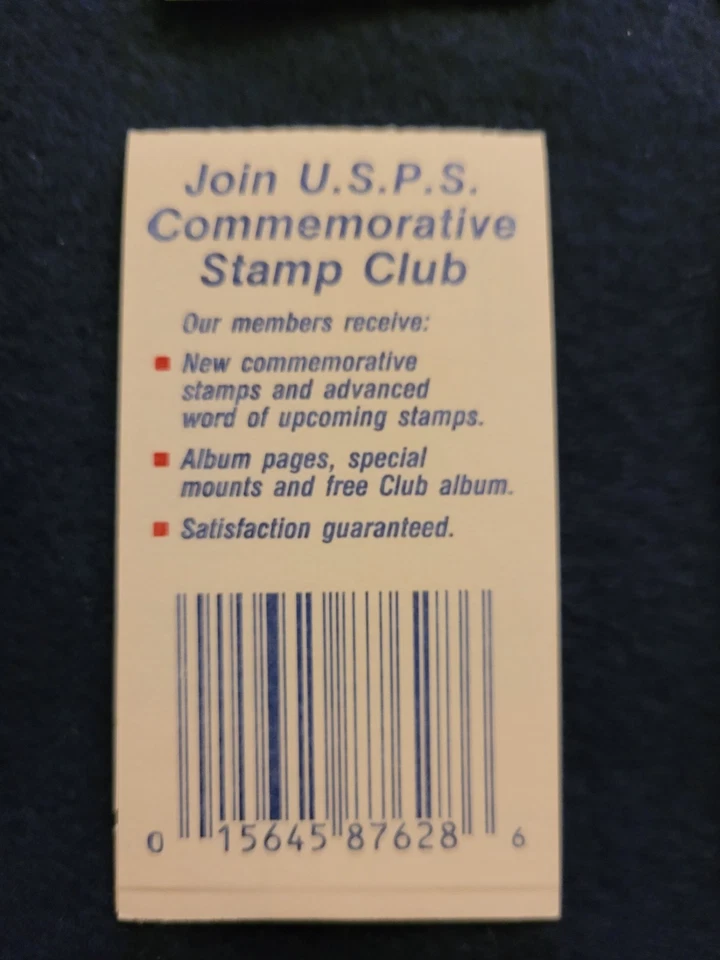 Join U.S.P.S.
Commemorative
Stamp Club
Our members receive:
New commemorative
stamps and advanced
word of upcoming stamps.
Album pages, special
mounts and free Club album.
Satisfaction guaranteed.
0 15645 87628 6